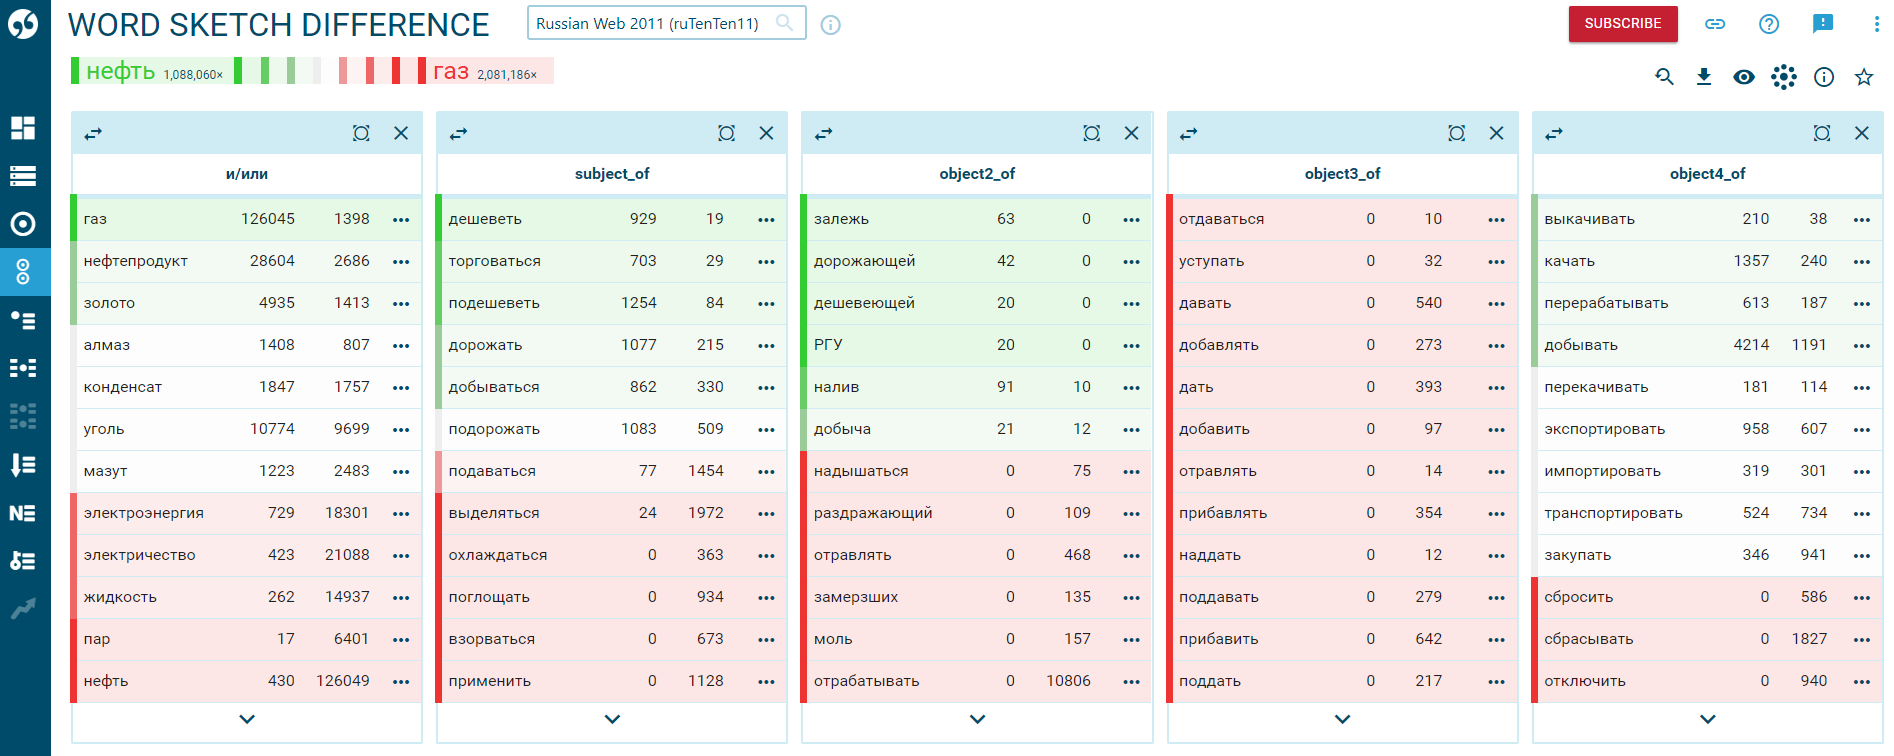 WORD SKETCH DIFFERENCE
Russian Web 2011 (ruTenTen11)
SUBSCRIBE
нефть 1,088,060× газ 2,081,186×
и/или
газ 126045 1398
нефтепродукт 28604 2686
золото 4935 1413
алмаз 1408 807
конденсат 1847 1757
уголь 10774 9699
мазут 1223 2483
электроэнергия 729 18301
электричество 423 21088
жидкость 262 14937
пар 17 6401
нефть 430 126049
subject_of
дешеветь 929 19
торговаться 703 29
подешеветь 1254 84
дорожать 1077 215
добываться 862 330
подорожать 1083 509
подаваться 77 1454
выделяться 24 1972
охлаждаться 0 363
поглощать 0 934
взорваться 0 673
применить 0 1128
object2_of
залежь 63 0
дорожающей 42 0
дешевеющей 20 0
РГУ 20 0
налив 91 10
добыча 21 12
надышаться 0 75
раздражающий 0 109
отравлять 0 468
замерзших 0 135
моль 0 157
отрабатывать 0 10806
object3_of
отдаваться 0 10
уступать 0 32
давать 0 540
добавлять 0 273
дать 0 393
добавить 0 97
отравлять 0 14
прибавлять 0 354
наддать 0 12
поддавать 0 279
прибавить 0 642
поддать 0 217
object4_of
выкачивать 210 38
качать 1357 240
перерабатывать 613 187
добывать 4214 1191
перекачивать 181 114
экспортировать 958 607
импортировать 319 301
транспортировать 524 734
закупать 346 941
сбросить 0 586
сбрасывать 0 1827
отключить 0 940